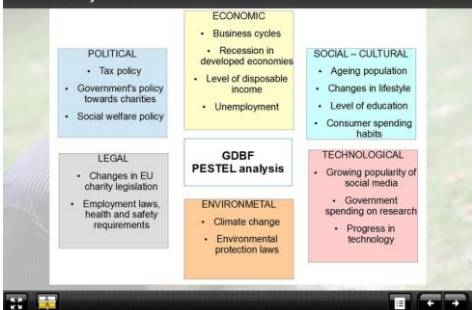 ECONOMIC
• Business cycles
• Recession in
developed economies
• Level of disposable
income
• Unemployment
POLITICAL
• Tax policy
• Government's policy
towards charities
• Social welfare policy
SOCIAL – CULTURAL
• Ageing population
• Changes in lifestyle
• Level of education
• Consumer spending
habits
LEGAL
• Changes in EU
charity legislation
• Employment laws,
health and safety
requirements
GDBF
PESTEL analysis
TECHNOLOGICAL
• Growing popularity of
social media
• Government
spending on research
• Progress in
technology
ENVIRONMETAL
• Climate change
• Environmental
protection laws